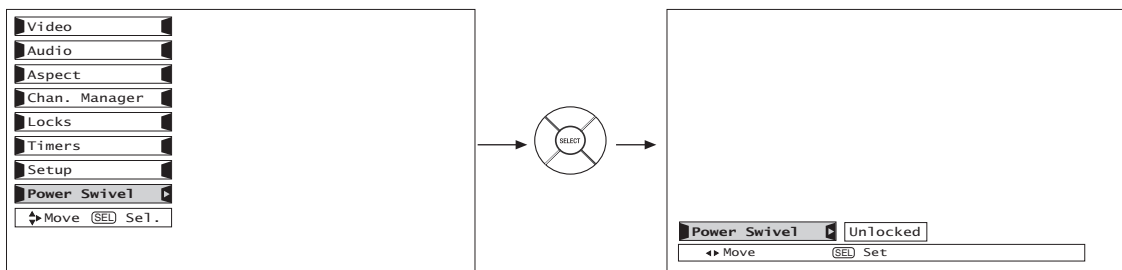 Video
Audio
Aspect
Chan. Manager
Locks
Timers
Setup
Power Swivel
Move SEL Sel.
SELECT
Power Swivel Unlocked
Move SEL Set